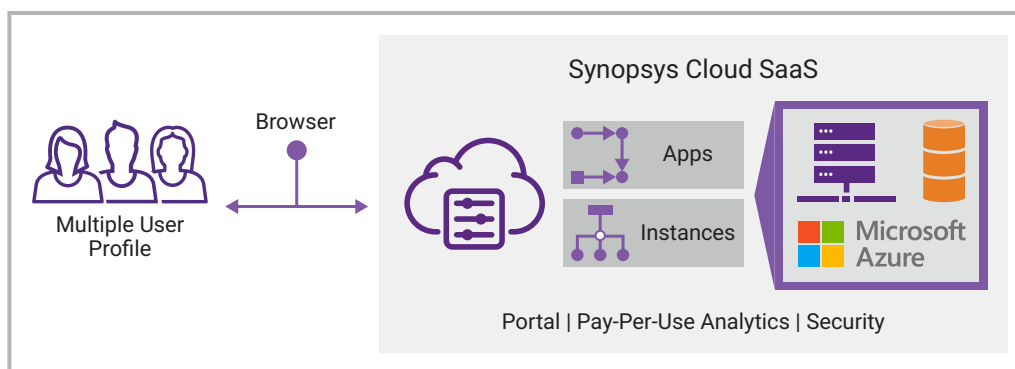 Synopsys Cloud SaaS
Browser
Apps
Multiple User
Profile
Instances
Microsoft
Azure
Portal | Pay-Per-Use Analytics | Security